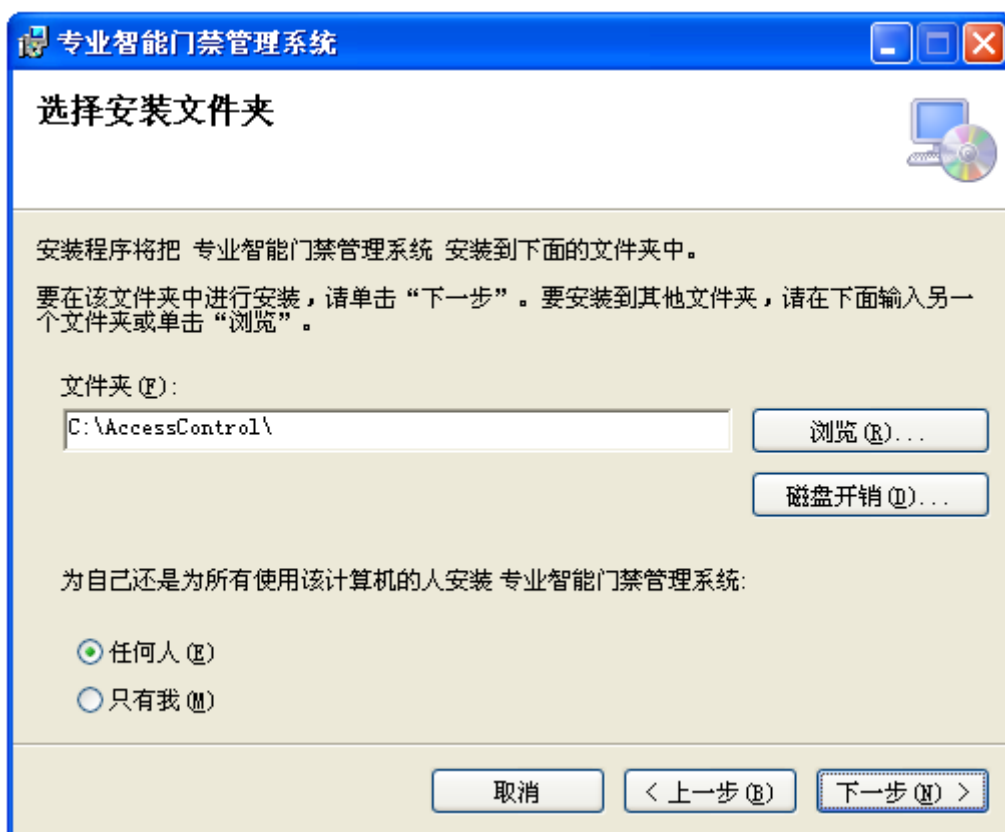 专业智能门禁管理系统
选择安装文件夹
安装程序将把 专业智能门禁管理系统 安装到下面的文件夹中。
要在该文件夹中进行安装，请单击“下一步”。要安装到其他文件夹，请在下面输入另一
个文件夹或单击“浏览”。
文件夹(F):
C:\AccessControl\
浏览(R)...
磁盘开销(D)...
为自己还是为所有使用该计算机的人安装 专业智能门禁管理系统:
任何人(E)
只有我(M)
取消
< 上一步(B)
下一步(N) >